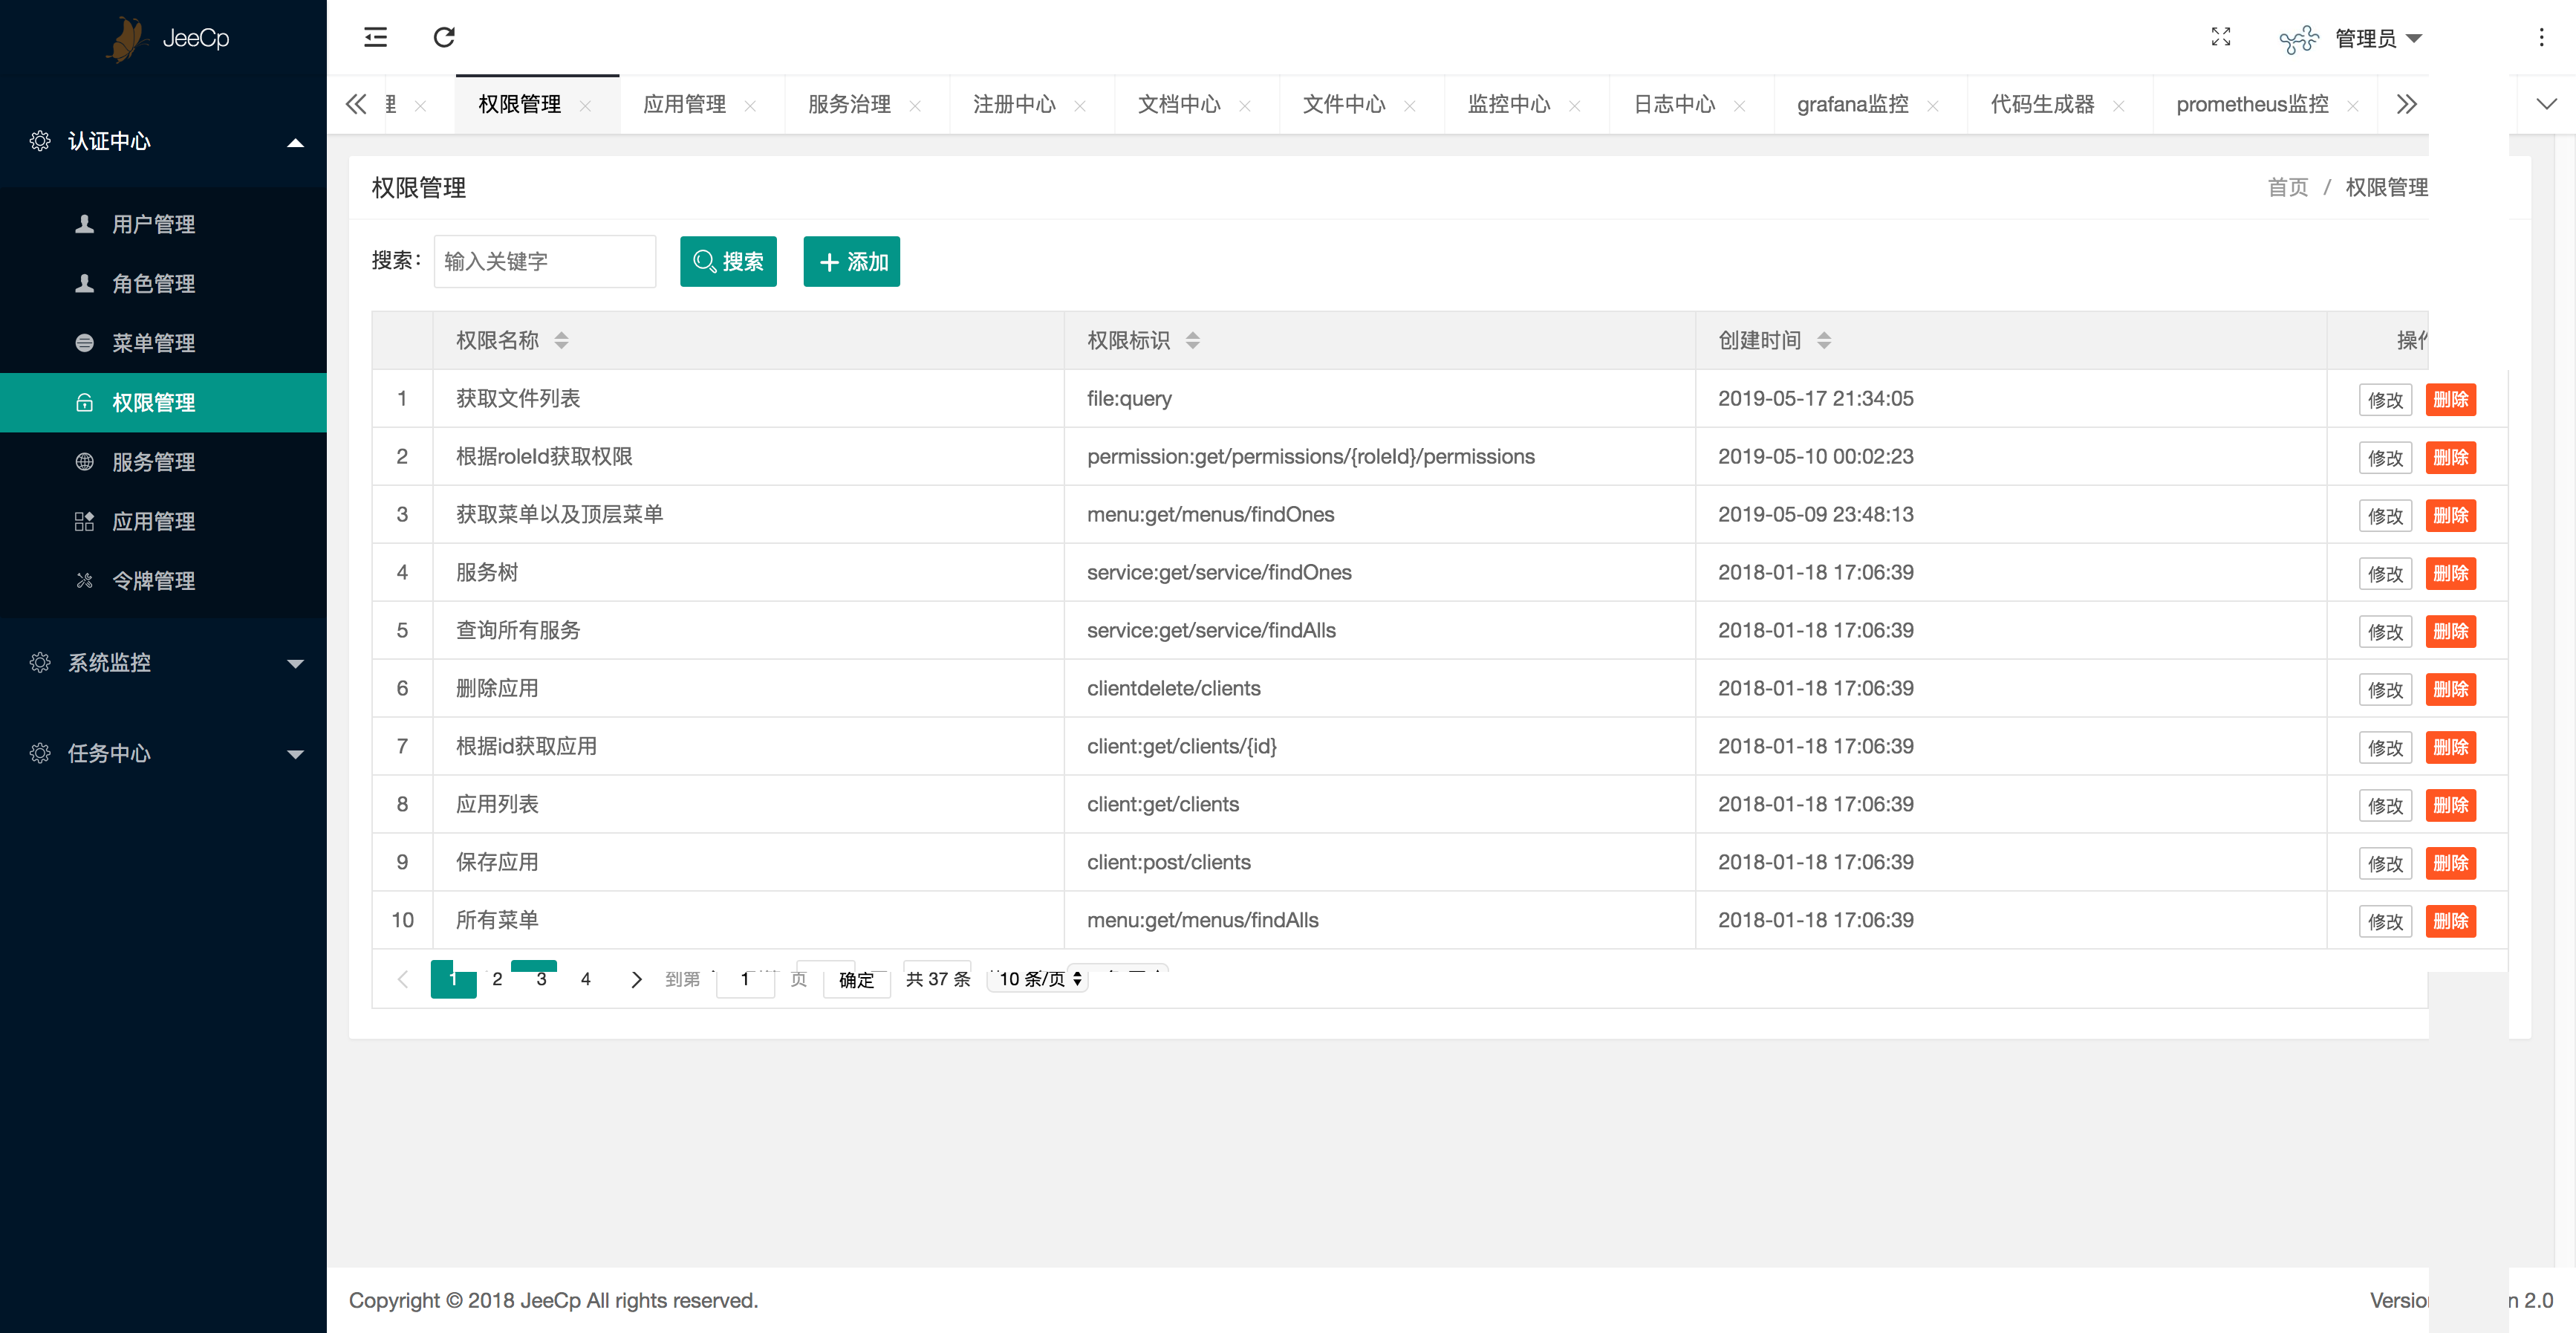 JeeCp
管理员
理 权限管理 应用管理 服务治理 注册中心 文档中心 文件中心 监控中心 日志中心 grafana监控 代码生成器 prometheus监控
认证中心
用户管理
角色管理
菜单管理
权限管理
服务管理
应用管理
令牌管理
系统监控
任务中心
权限管理
首页 / 权限管理
搜索： 输入关键字 搜索 添加
权限名称 权限标识 创建时间
1 获取文件列表 file:query 2019-05-17 21:34:05 修改 删除
2 根据roleId获取权限 permission:get/permissions/{roleId}/permissions 2019-05-10 00:02:23 修改 删除
3 获取菜单以及顶层菜单 menu:get/menus/findOnes 2019-05-09 23:48:13 修改 删除
4 服务树 service:get/service/findOnes 2018-01-18 17:06:39 修改 删除
5 查询所有服务 service:get/service/findAlls 2018-01-18 17:06:39 修改 删除
6 删除应用 clientdelete/clients 2018-01-18 17:06:39 修改 删除
7 根据id获取应用 client:get/clients/{id} 2018-01-18 17:06:39 修改 删除
8 应用列表 client:get/clients 2018-01-18 17:06:39 修改 删除
9 保存应用 client:post/clients 2018-01-18 17:06:39 修改 删除
10 所有菜单 menu:get/menus/findAlls 2018-01-18 17:06:39 修改 删除
1 2 3 4 到第 1 页 确定 共 37 条 10 条/页
Copyright © 2018 JeeCp All rights reserved.
2.0